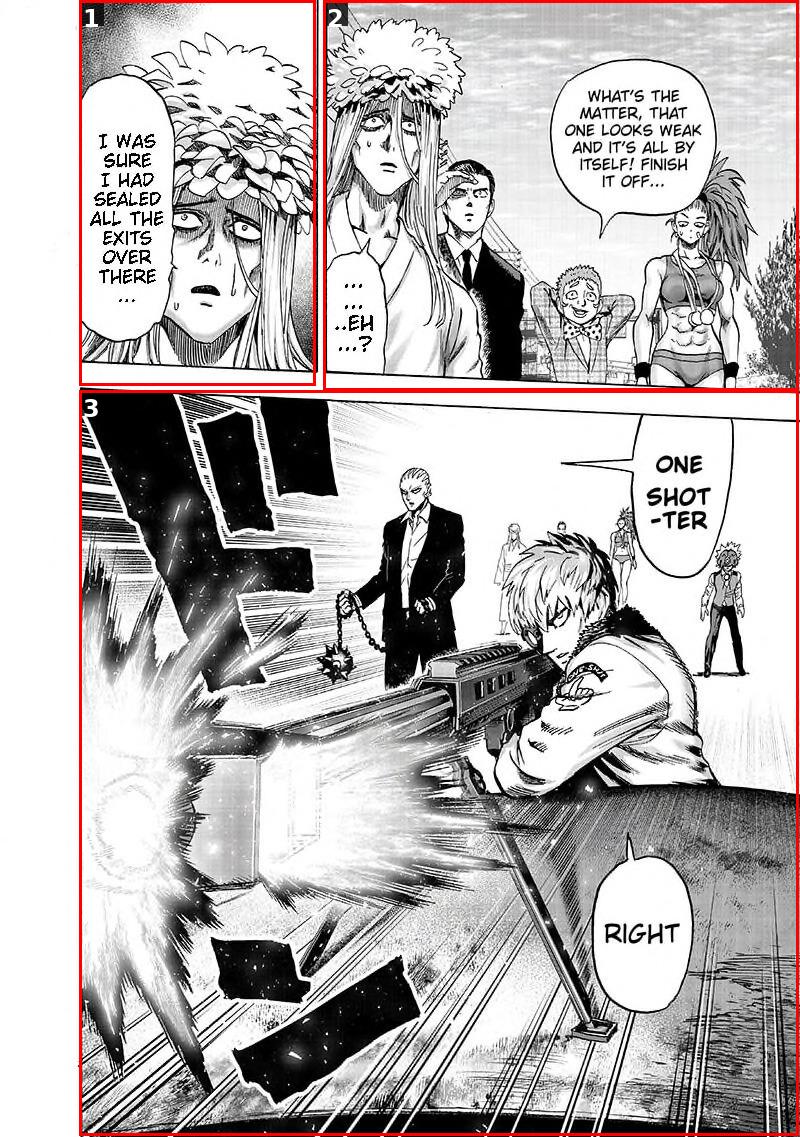 1
I WAS
SURE
I HAD
SEALED
ALL THE
EXITS
OVER
THERE
...
2
WHAT'S THE
MATTER, THAT
ONE LOOKS WEAK
AND IT'S ALL BY
ITSELF! FINISH
IT OFF...
...
...
..EH
...?
3
ONE
SHOT
-TER
RIGHT